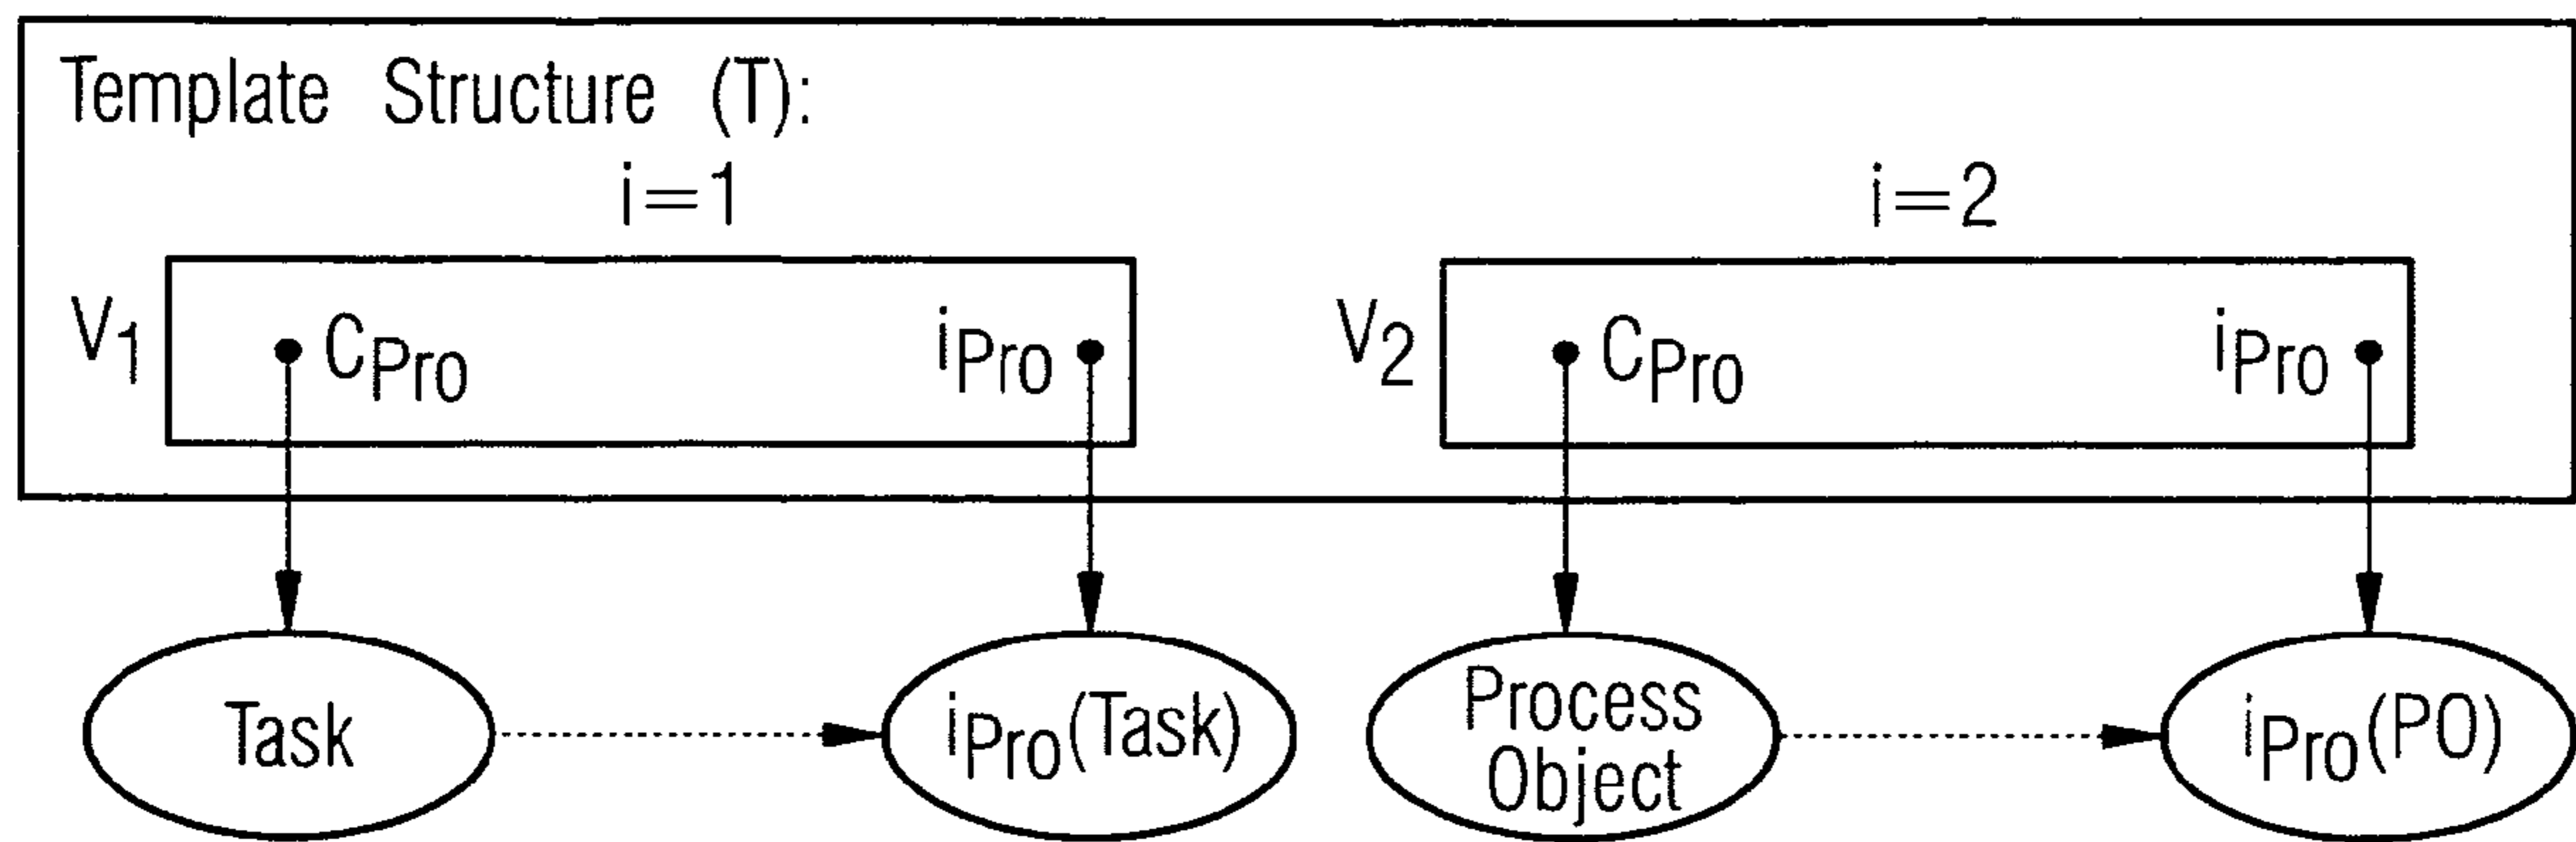 Template Structure (T):
i=1 i=2
V1 CPro iPro V2 CPro iPro
Task iPro(Task) Process Object iPro(PO)